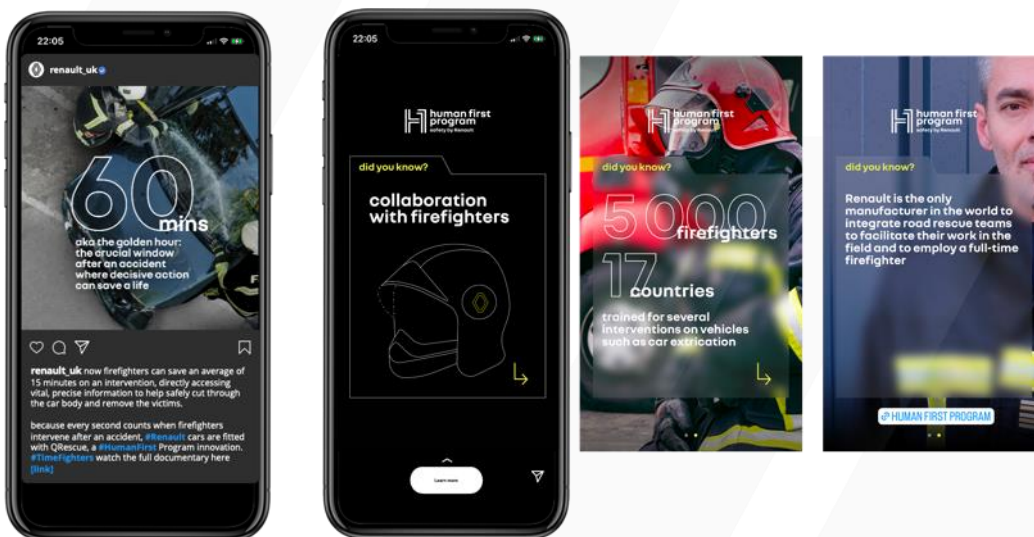 22:05
renault_uk
60
mins
aka the golden hour:
the crucial window
after an accident
where decisive action
can save a life
renault_uk now firefighters can save an average of
15 minutes on an intervention, directly accessing
vital, precise information to help safely cut through
the car body and remove the victims.
because every second counts when firefighters
intervene after an accident, #Renault cars are fitted
with QRescue, a #HumanFirst Program innovation.
#TimeFighters watch the full documentary here
[link]
22:05
human first
program
safety by Renault
did you know?
collaboration
with firefighters
Learn more
human first
program
safety by Renault
did you know?
5 000
firefighters
17
countries
trained for several
interventions on vehicles
such as car extrication
human first
program
safety by Renault
did you know?
Renault is the only
manufacturer in the world to
integrate road rescue teams
to facilitate their work in the
field and to employ a full-time
firefighter
HUMAN FIRST PROGRAM